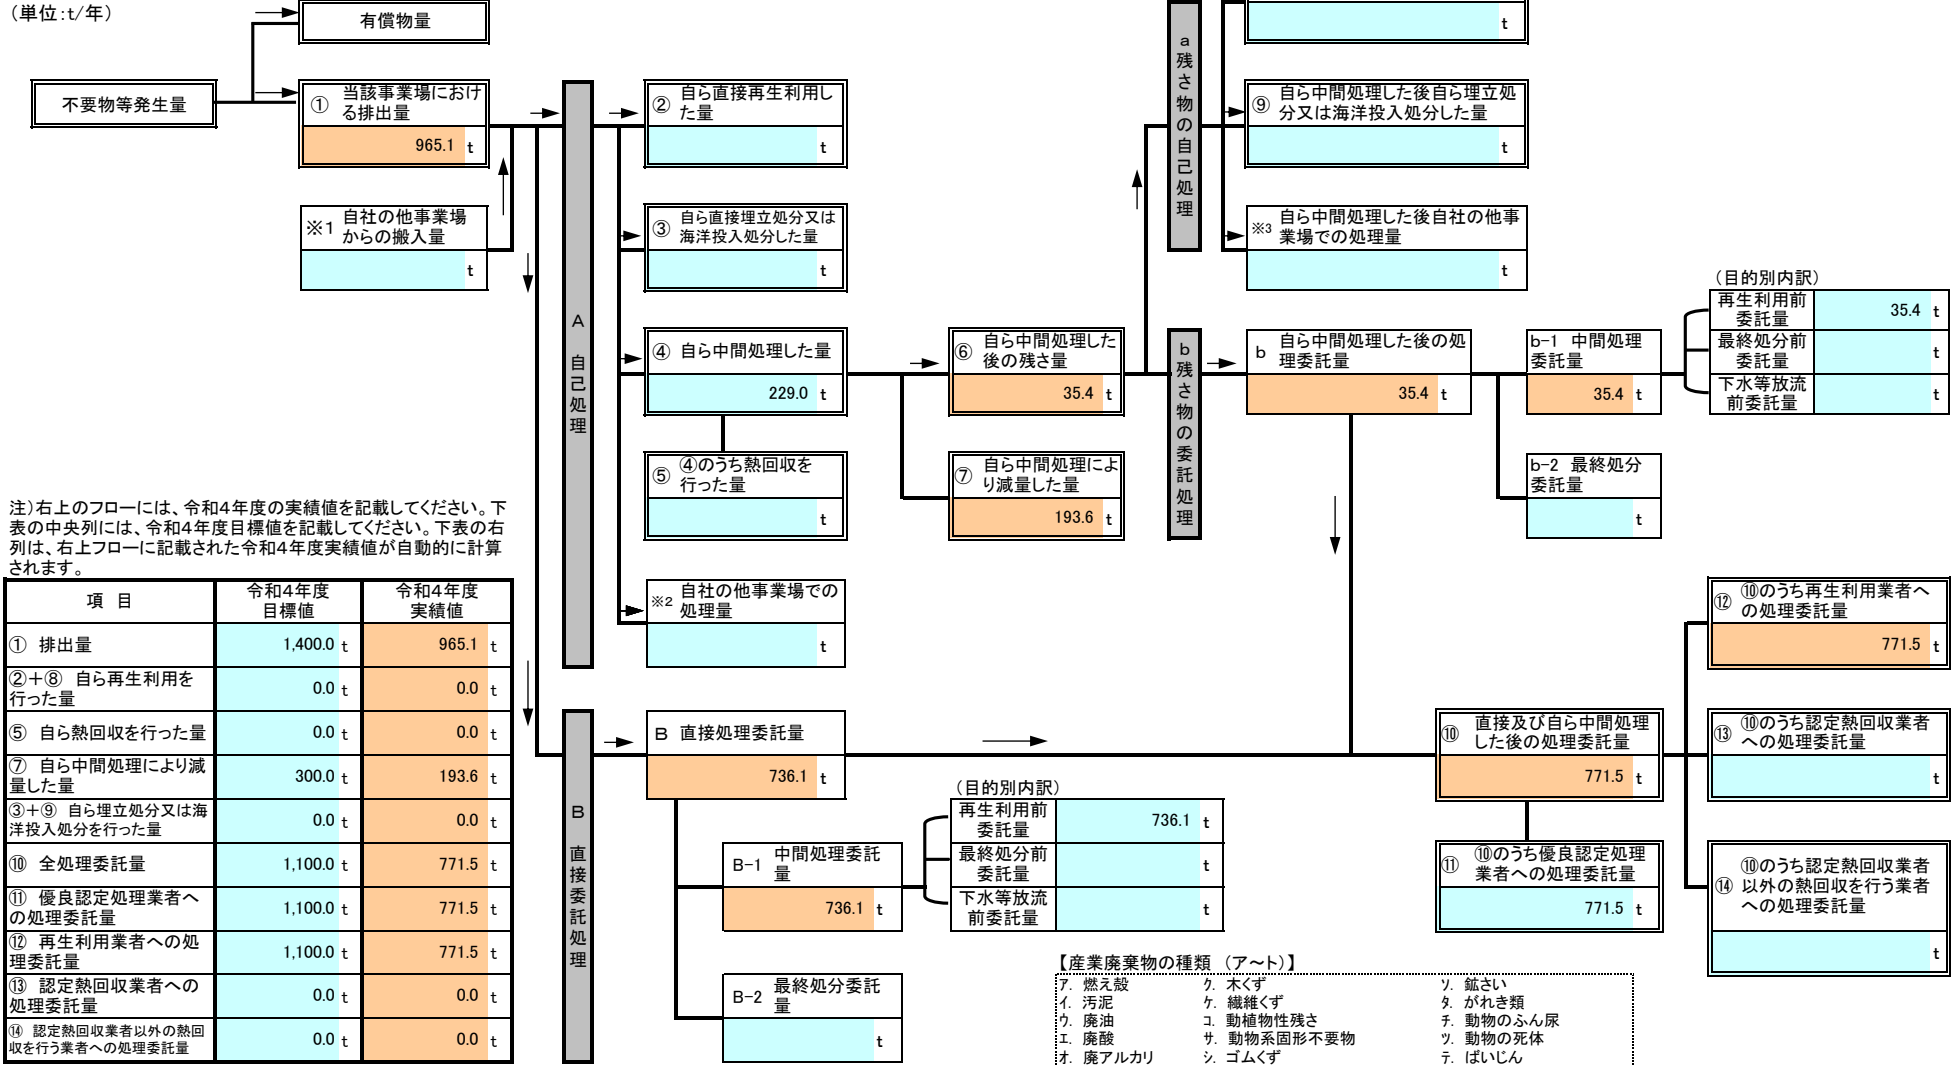 (単位:t/年)
有償物量
t
不要物等発生量
① 当該事業場におけ
る排出量
965.1 t
※1 自社の他事業場
からの搬入量
t
A 自己処理
② 自ら直接再生利用し
た量
t
③ 自ら直接埋立処分又は
海洋投入処分した量
t
④ 自ら中間処理した量
229.0 t
⑤ ④のうち熱回収を
行った量
t
※2 自社の他事業場での
処理量
t
⑥ 自ら中間処理した
後の残さ量
35.4 t
⑦ 自ら中間処理によ
り減量した量
193.6 t
a 残さ物の自己処理
⑨ 自ら中間処理した後自ら埋立処
分又は海洋投入処分した量
t
※3 自ら中間処理した後自社の他事
業場での処理量
t
b 残さ物の委託処理
b 自ら中間処理した後の処
理委託量
35.4 t
b-1 中間処理
委託量
35.4 t
b-2 最終処分
委託量
t
(目的別内訳)
再生利用前
委託量 35.4 t
最終処分前
委託量 t
下水等放流
前委託量 t
注)右上のフローには、令和4年度の実績値を記載してください。下
表の中央列には、令和4年度目標値を記載してください。下表の右
列は、右上フローに記載された令和4年度実績値が自動的に計算
されます。
項 目 令和4年度
目標値 令和4年度
実績値
① 排出量 1,400.0 t 965.1 t
②+⑧ 自ら再生利用を
行った量 0.0 t 0.0 t
⑤ 自ら熱回収を行った量 0.0 t 0.0 t
⑦ 自ら中間処理により減
量した量 300.0 t 193.6 t
③+⑨ 自ら埋立処分又は海
洋投入処分を行った量 0.0 t 0.0 t
⑩ 全処理委託量 1,100.0 t 771.5 t
⑪ 優良認定処理業者へ
の処理委託量 1,100.0 t 771.5 t
⑫ 再生利用業者への処
理委託量 1,100.0 t 771.5 t
⑬ 認定熱回収業者への
処理委託量 0.0 t 0.0 t
⑭ 認定熱回収業者以外の熱回
収を行う業者への処理委託量 0.0 t 0.0 t
B 直接委託処理
B 直接処理委託量
736.1 t
B-1 中間処理委託
量
736.1 t
B-2 最終処分委託
量
t
(目的別内訳)
再生利用前
委託量 736.1 t
最終処分前
委託量 t
下水等放流
前委託量 t
⑩ 直接及び自ら中間処理
した後の処理委託量
771.5 t
⑪ ⑩のうち優良認定処理
業者への処理委託量
771.5 t
⑫ ⑩のうち再生利用業者へ
の処理委託量
771.5 t
⑬ ⑩のうち認定熱回収業者
への処理委託量
t
⑭ ⑩のうち認定熱回収業者
以外の熱回収を行う業者
への処理委託量
t
【産業廃棄物の種類 (ア~ト)】
ア. 燃え殻 ク. 木くず ソ. 鉱さい
イ. 汚泥 ケ. 繊維くず タ. がれき類
ウ. 廃油 コ. 動植物性残さ チ. 動物のふん尿
エ. 廃酸 サ. 動物系固形不要物 ツ. 動物の死体
オ. 廃アルカリ シ. ゴムくず テ. ばいじん